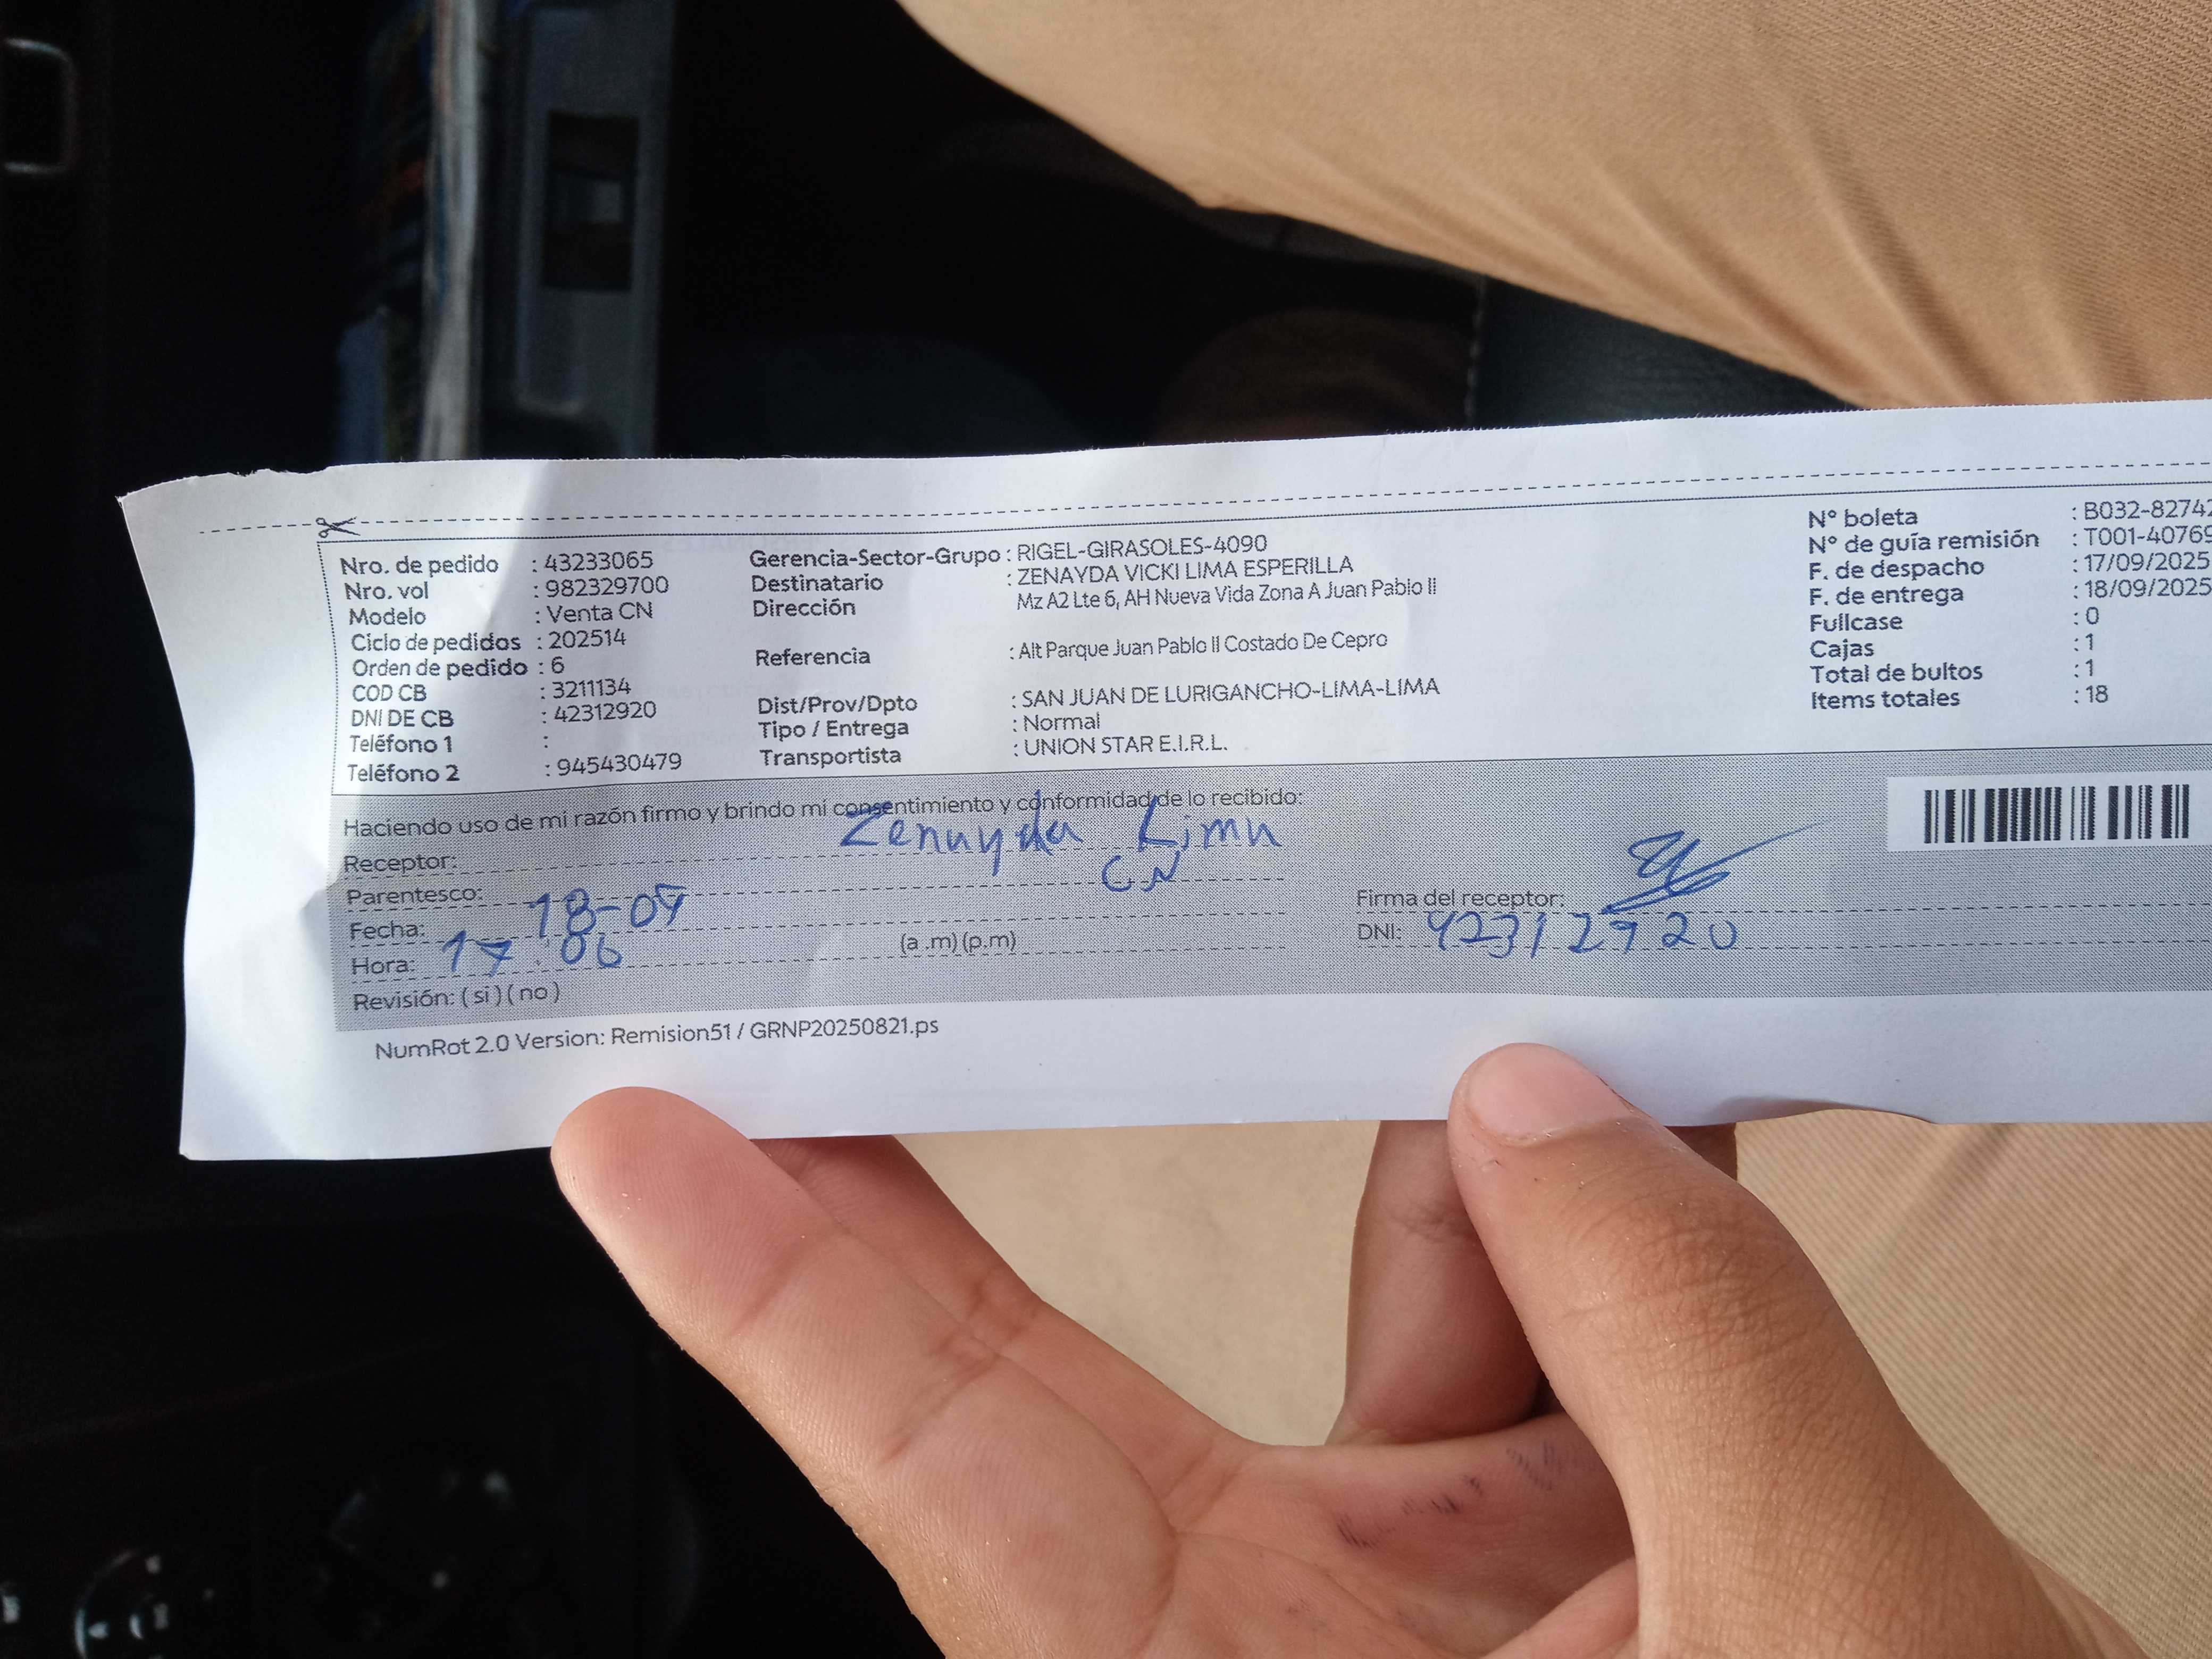 Nro. de pedido : 43233065
Nro. vol : 982329700
Modelo : Venta CN
Ciclo de pedidos : 202514
Orden de pedido : 6
COD CB : 3211134
DNI DE CB : 42312920
Teléfono 1 :
Teléfono 2 : 945430479
Gerencia-Sector-Grupo : RIGEL-GIRASOLES-4090
Destinatario : ZENAYDA VICKI LIMA ESPERILLA
Dirección Mz A2 Lte 6, AH Nueva Vida Zona A Juan Pablo II
Referencia : Alt Parque Juan Pablo II Costado De Cepro
Dist/Prov/Dpto : SAN JUAN DE LURIGANCHO-LIMA-LIMA
Tipo / Entrega : Normal
Transportista : UNION STAR E.I.R.L.
N° boleta : B032-82742
N° de guía remisión : T001-40769
F. de despacho : 17/09/2025
F. de entrega : 18/09/2025
Fullcase : 0
Cajas : 1
Total de bultos : 1
Items totales : 18
Haciendo uso de mi razón firmo y brindo mi consentimiento y conformidad de lo recibido:
Receptor: Zenayda Lima
Parentesco: CN
Fecha: 18-09
Hora: 17:06 (a .m) (p.m)
Revisión: ( si ) ( no )
Firma del receptor:
DNI: 42312920
NumRot 2.0 Version: Remision51 / GRNP20250821.ps